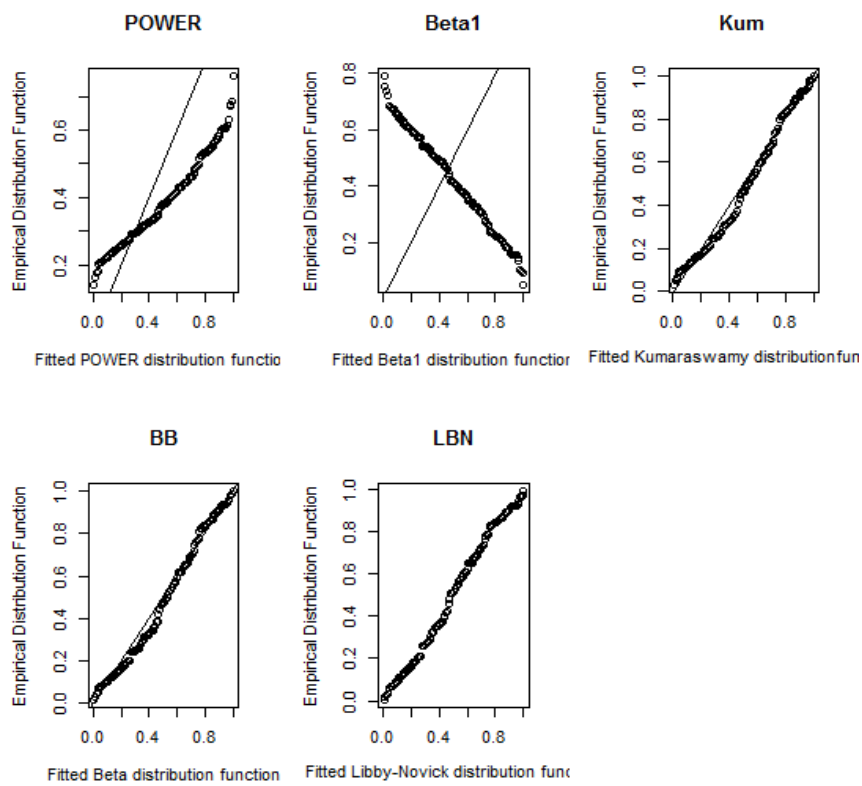 POWER
Empirical Distribution Function
0.2 0.4 0.6
0.0 0.4 0.8
Fitted POWER distribution functio
Beta1
Empirical Distribution Function
0.2 0.4 0.6 0.8
0.0 0.4 0.8
Fitted Beta1 distribution function
Kum
Empirical Distribution Function
0.0 0.2 0.4 0.6 0.8 1.0
0.0 0.4 0.8
Fitted Kumaraswamy distribution fun
BB
Empirical Distribution Function
0.0 0.2 0.4 0.6 0.8 1.0
0.0 0.4 0.8
Fitted Beta distribution function
LBN
Empirical Distribution Function
0.0 0.2 0.4 0.6 0.8 1.0
0.0 0.4 0.8
Fitted Libby-Novick distribution func